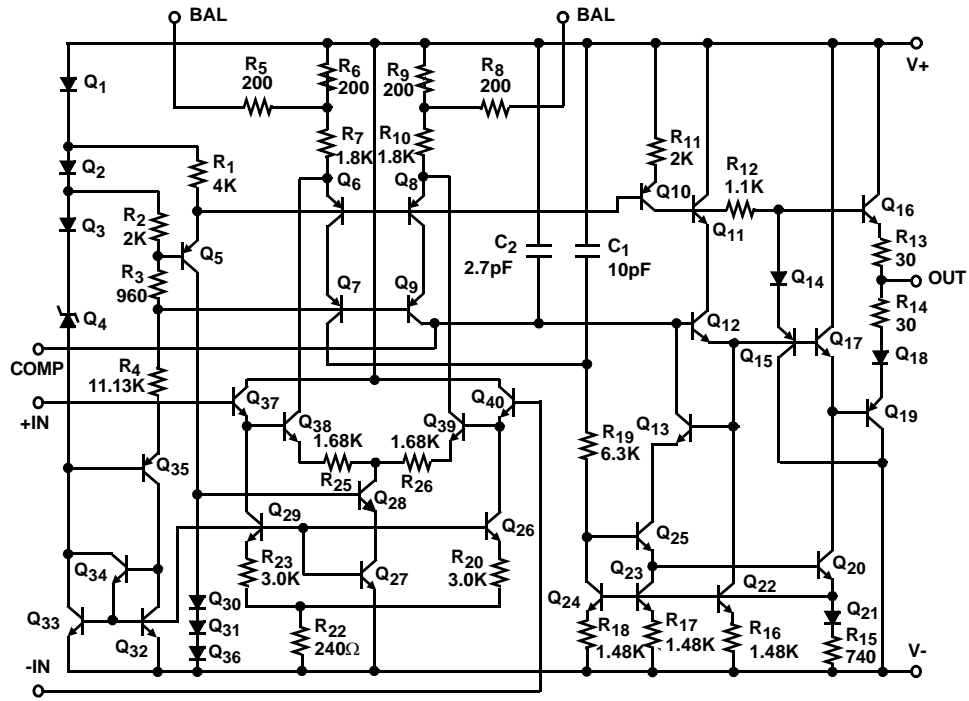 BAL
BAL
V+
Q1
R5
200
R6
200
R9
200
R8
200
Q2
R1
4K
R7
1.8K
R10
1.8K
R11
2K
R12
1.1K
Q3
R2
2K
Q5
Q6
Q8
Q10
Q11
Q16
R3
960
C2
2.7pF
C1
10pF
R13
30
OUT
Q4
Q7
Q9
Q14
R14
30
COMP
R4
11.13K
Q12
Q15
Q17
Q18
+IN
Q37
Q38
Q39
Q40
1.68K
R25
1.68K
R26
R19
6.3K
Q13
Q19
Q35
Q28
Q29
Q26
Q25
Q34
R23
3.0K
Q27
R20
3.0K
Q24
Q23
Q22
Q20
Q33
Q32
Q30
Q31
Q36
R22
240Ω
R18
1.48K
R17
1.48K
R16
1.48K
Q21
R15
740
V-
-IN